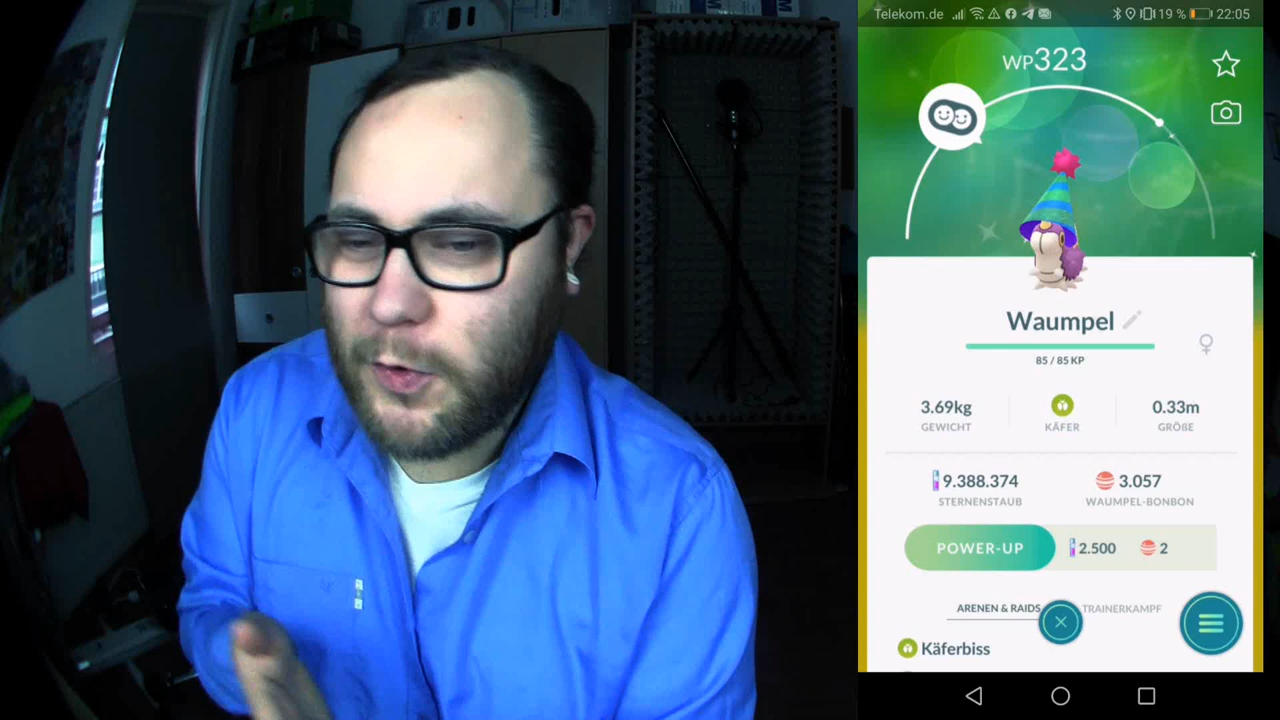 Telekom.de 19 % 22:05
WP323
Waumpel
85 / 85 KP
3.69kg 0.33m
GEWICHT KÄFER GRÖßE
9.388.374 3.057
STERNENSTAUB WAUMPEL-BONBON
POWER-UP 2.500 2
ARENEN & RAIDS TRAINERKAMPF
Käferbiss